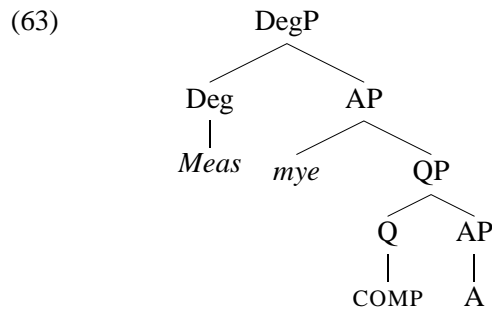 (63) DegP
Deg AP
Meas mye QP
Q AP
COMP A